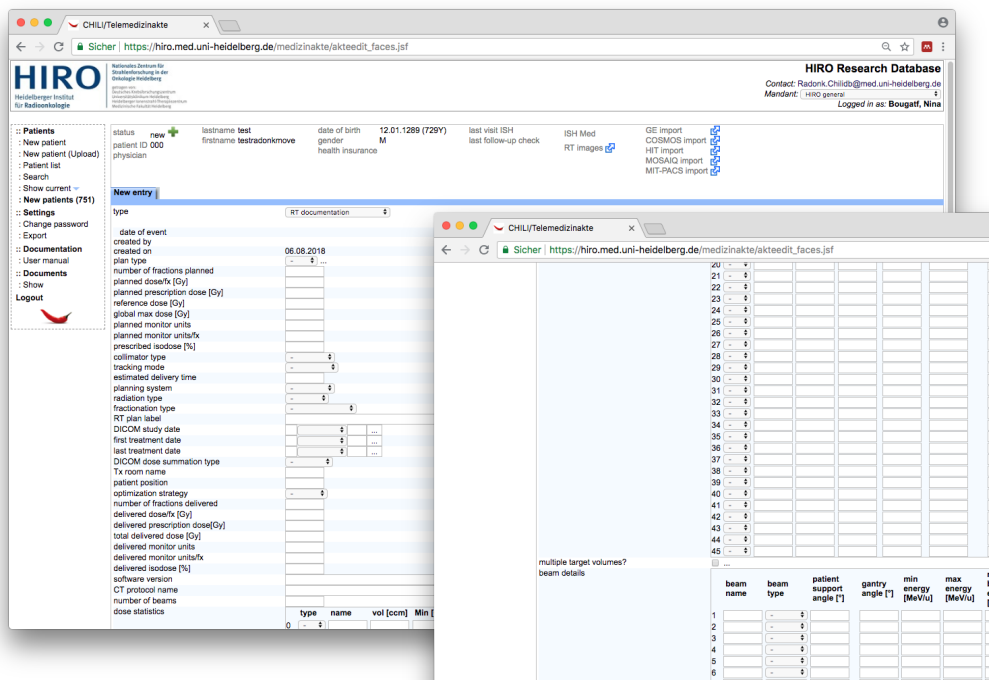 CHILI/Telemedizinakte ×
Sicher | https://hiro.med.uni-heidelberg.de/medizinakte/akteedit_faces.jsf
HIRO
Heidelberger Institut
für Radioonkologie
Nationales Zentrum für
Strahlenforschung in der
Onkologie Heidelberg
getragen von:
HIRO Research Database
Contact: Radonk.Chilidb@med.uni-heidelberg.de
Mandant: HIRO general
Logged in as: Bougatf, Nina
:: Patients
: New patient
: New patient (Upload)
: Patient list
: Search
: Show current
: New patients (751)
:: Settings
: Change password
: Export
:: Documentation
: User manual
:: Documents
: Show
Logout
status new
patient ID 000
physician
lastname test
firstname testradonkmove
date of birth 12.01.1289 (729Y)
gender M
health insurance
last visit ISH
last follow-up check
ISH Med
RT images
GE import
COSMOS import
HIT import
MOSAIQ import
MIT-PACS import
New entry
type RT documentation
date of event
created by
created on 06.08.2018
plan type - ...
number of fractions planned
planned dose/fx [Gy]
planned prescription dose [Gy]
reference dose [Gy]
global max dose [Gy]
planned monitor units
planned monitor units/fx
prescribed isodose [%]
collimator type -
tracking mode -
estimated delivery time
planning system -
radiation type -
fractionation type -
RT plan label
DICOM study date ...
first treatment date ...
last treatment date ...
DICOM dose summation type -
Tx room name
patient position
optimization strategy -
number of fractions delivered
delivered dose/fx [Gy]
delivered prescription dose[Gy]
total delivered dose [Gy]
delivered monitor units
delivered monitor units/fx
delivered isodose [%]
software version
CT protocol name
number of beams
dose statistics type name vol [ccm] Min [
0 -
CHILI/Telemedizinakte ×
Sicher | https://hiro.med.uni-heidelberg.de/medizinakte/akteedit_faces.jsf
20 -
21 -
22 -
23 -
24 -
25 -
26 -
27 -
28 -
29 -
30 -
31 -
32 -
33 -
34 -
35 -
36 -
37 -
38 -
39 -
40 -
41 -
42 -
43 -
44 -
45 -
multiple target volumes? ...
beam details
beam name
beam type
patient support angle [°]
gantry angle [°]
min energy [MeV/u]
max energy [MeV/u]
1 -
2 -
3 -
4 -
5 -
6 -